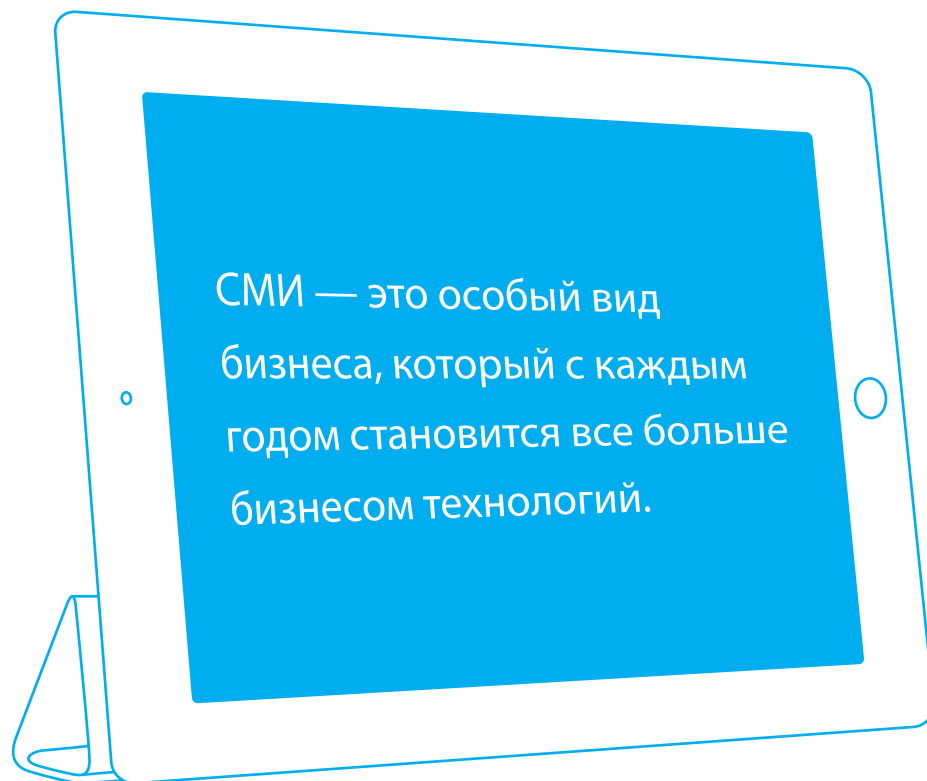 СМИ — это особый вид
бизнеса, который с каждым
годом становится все больше
бизнесом технологий.